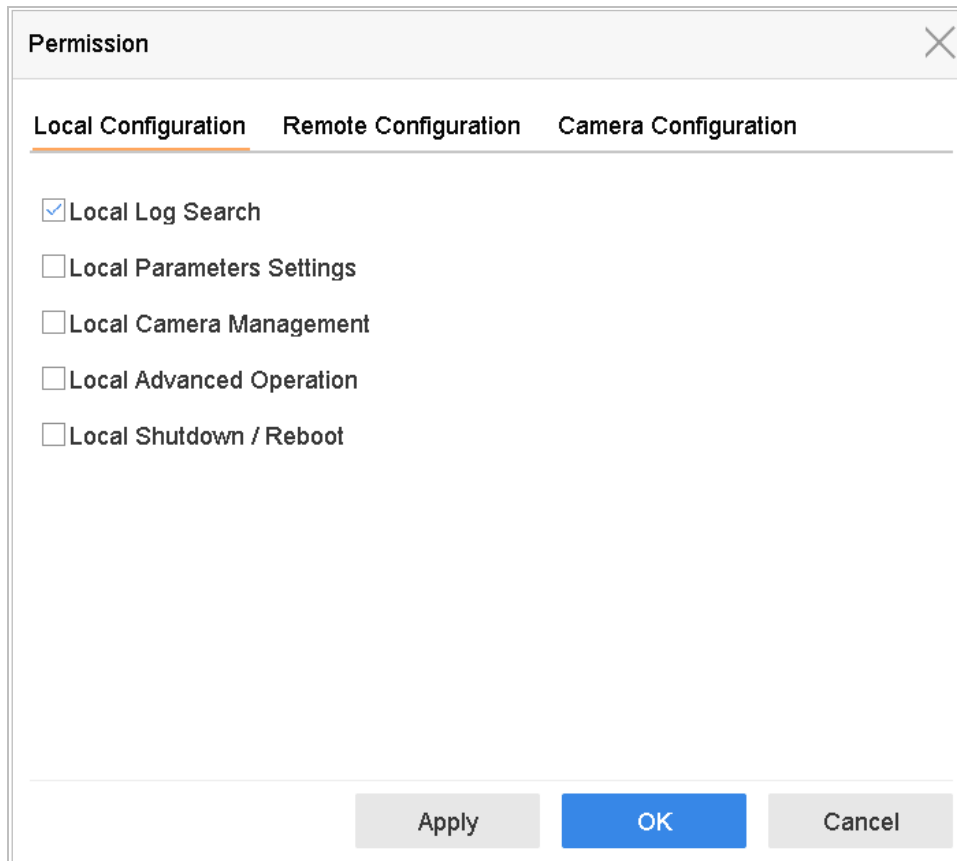 Permission
Local Configuration Remote Configuration Camera Configuration
Local Log Search
Local Parameters Settings
Local Camera Management
Local Advanced Operation
Local Shutdown / Reboot
Apply OK Cancel